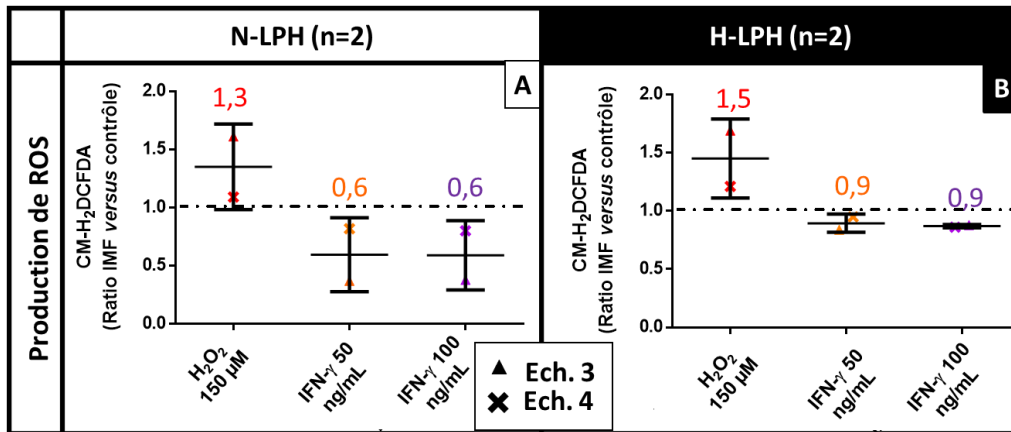 N-LPH (n=2)
H-LPH (n=2)
Production de ROS
A
CM-H₂DCFDA
(Ratio IMF versus contrôle)
2.0
1.5
1.0
0.5
0.0
1,3
0,6
0,6
H₂O₂
150 µM
IFN-γ 50
ng/mL
IFN-γ 100
ng/mL
B
CM-H₂DCFDA
(Ratio IMF versus contrôle)
2.0
1.5
1.0
0.5
0.0
1,5
0,9
0,9
H₂O₂
150 µM
IFN-γ 50
ng/mL
IFN-γ 100
ng/mL
Ech. 3
Ech. 4